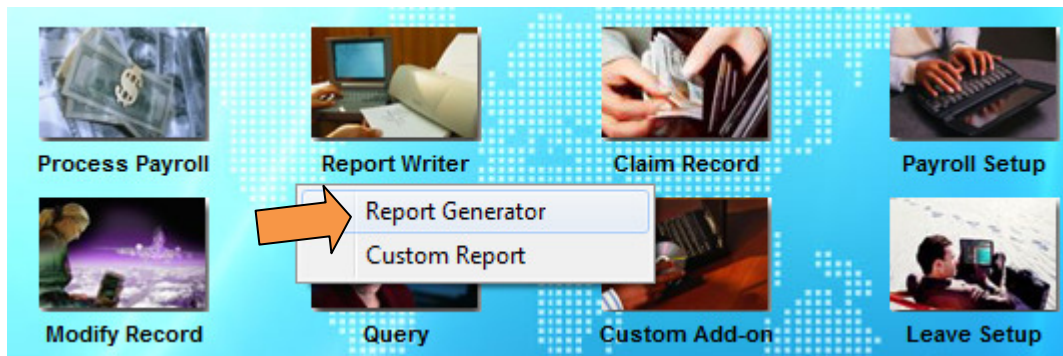 Process Payroll
Report Writer
Claim Record
Payroll Setup
Report Generator
Custom Report
Modify Record
Query
Custom Add-on
Leave Setup